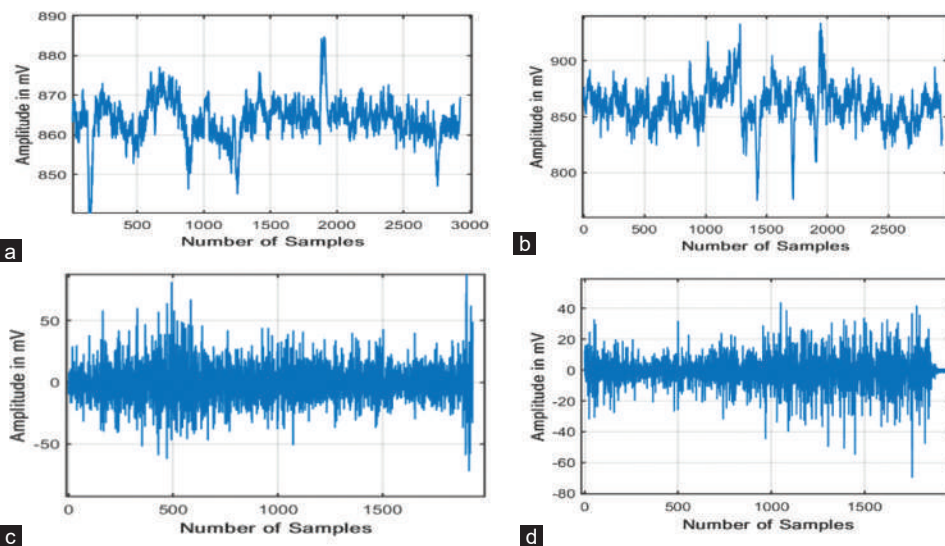 890
880
870
860
850
Amplitude in mV
500 1000 1500 2000 2500 3000
Number of Samples
a
900
850
800
Amplitude in mV
0 500 1000 1500 2000 2500
Number of Samples
b
50
0
-50
Amplitude in mV
0 500 1000 1500
Number of Samples
c
40
20
0
-20
-40
-60
-80
Amplitude in mV
0 500 1000 1500
Number of Samples
d